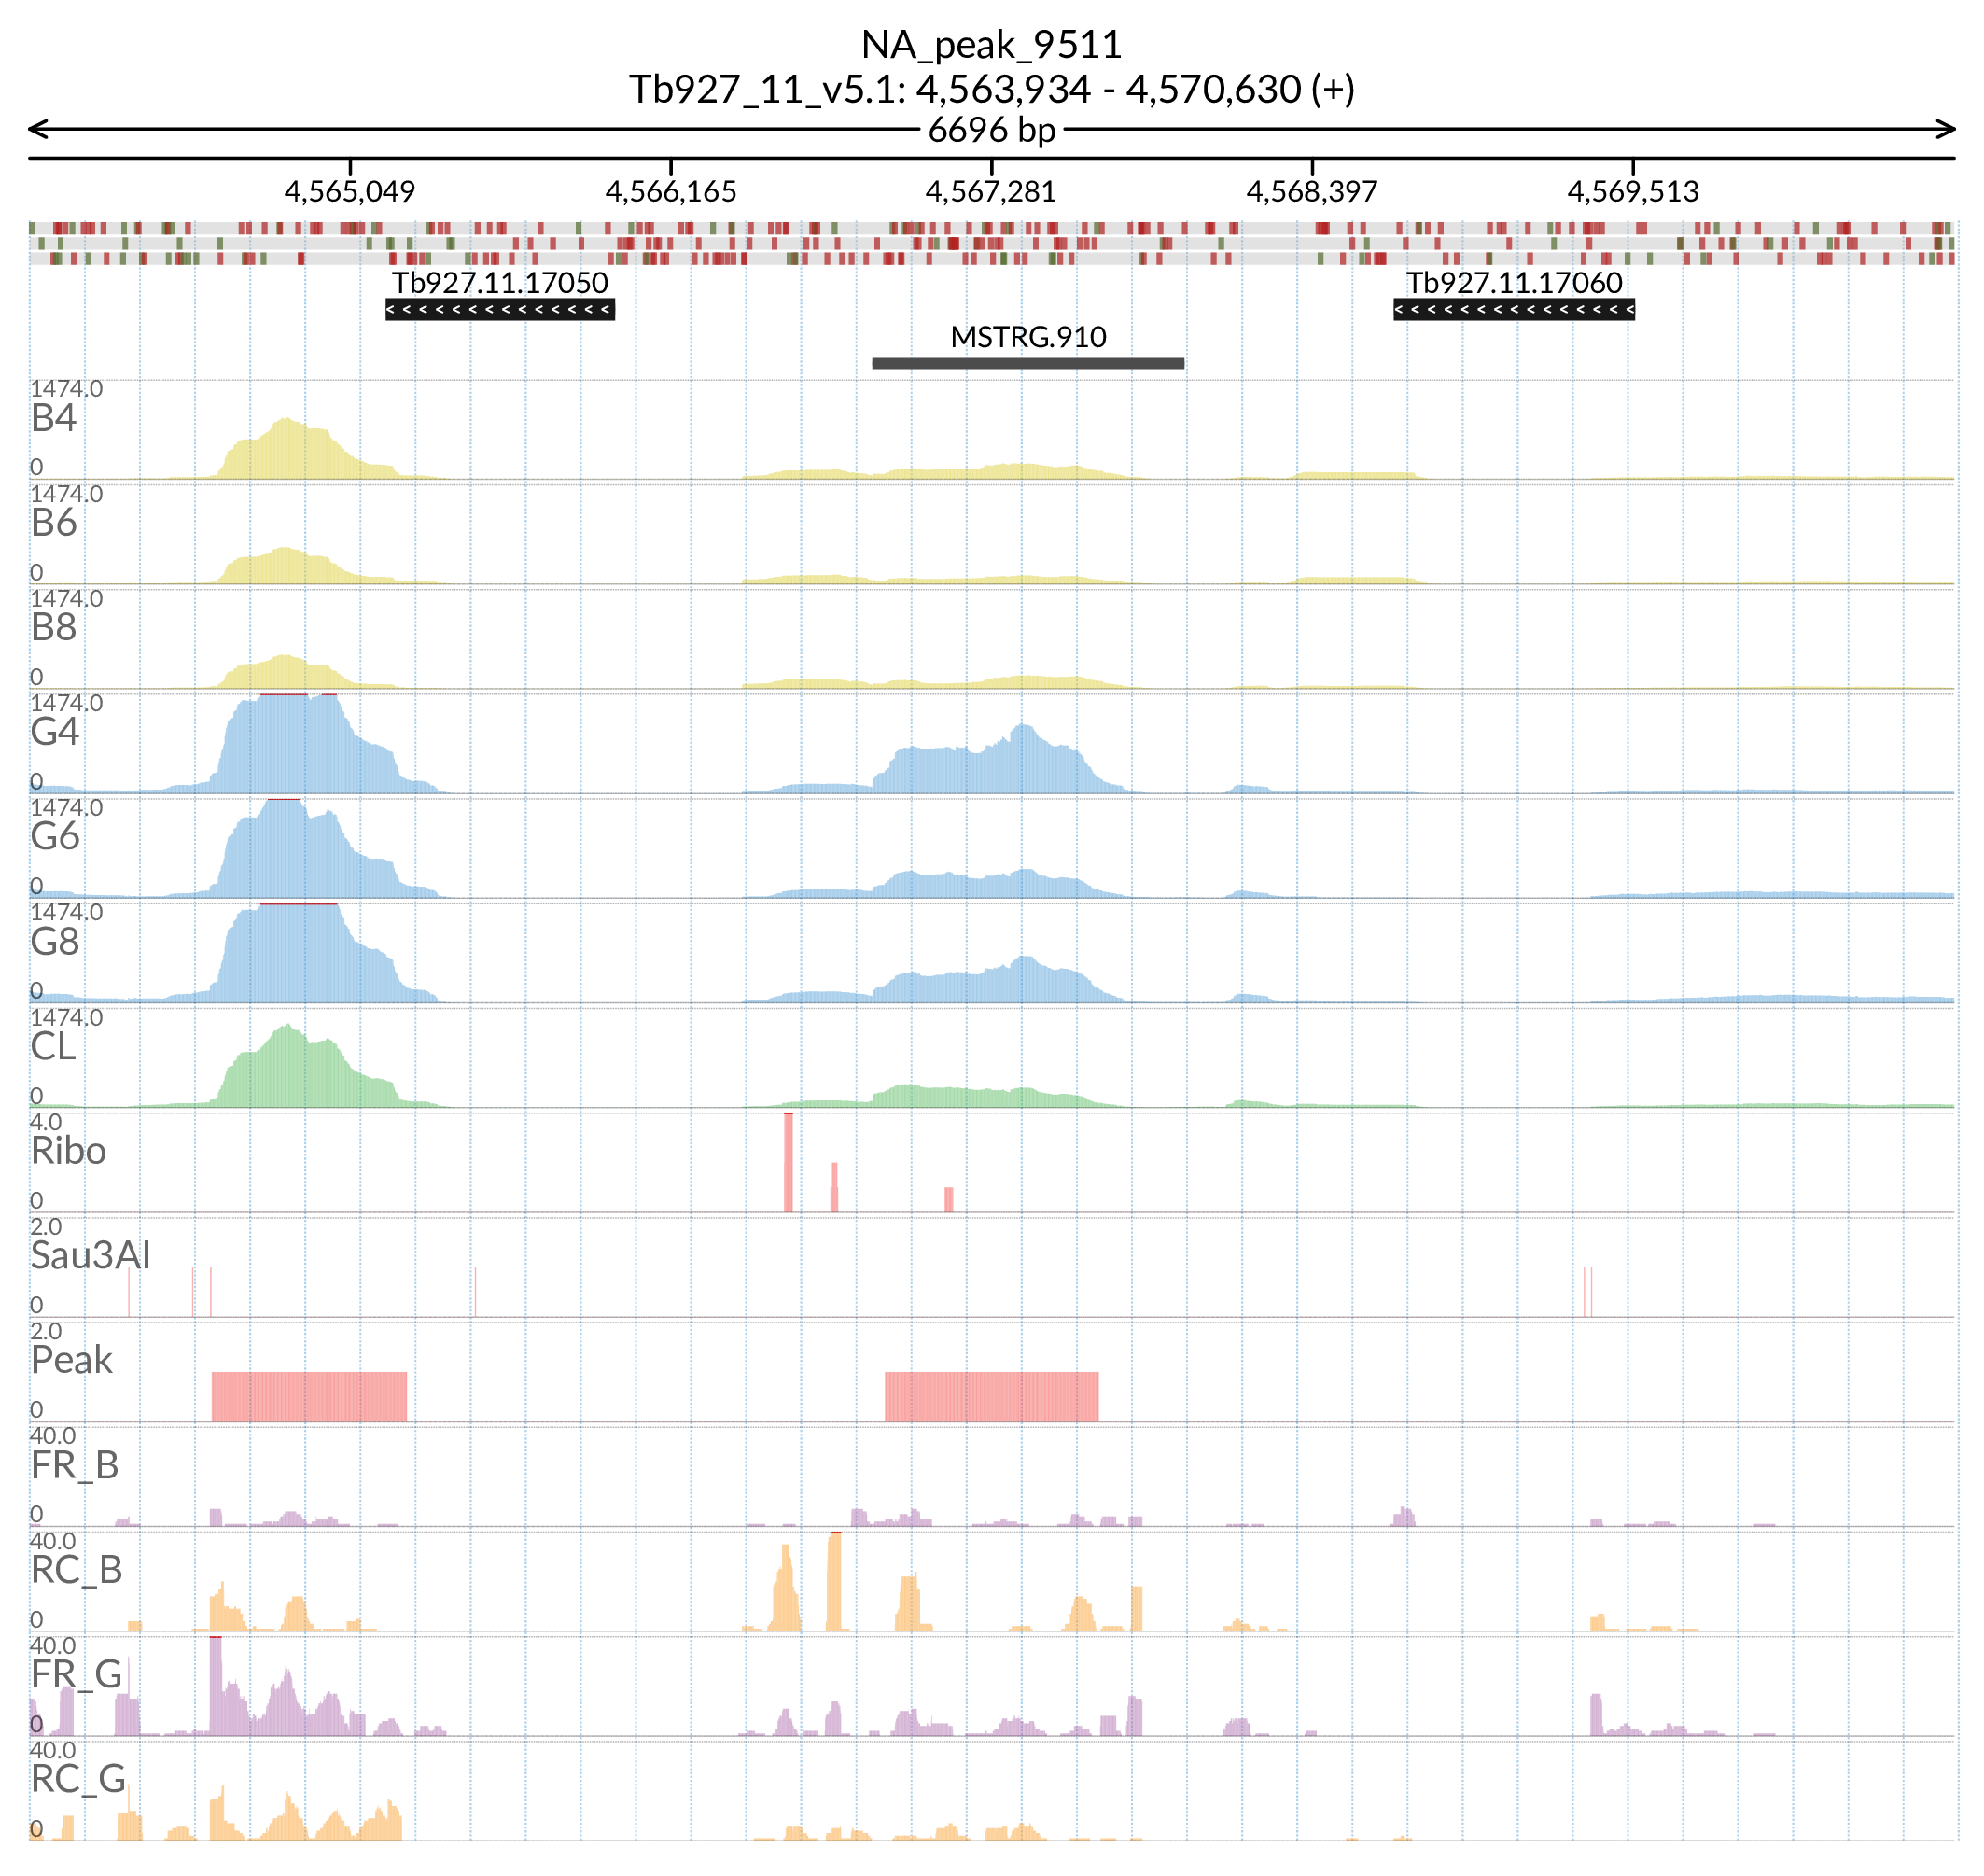 NA_peak_9511
Tb927_11_v5.1: 4,563,934 - 4,570,630 (+)
6696 bp
4,565,049 4,566,165 4,567,281 4,568,397 4,569,513
Tb927.11.17050 Tb927.11.17060
MSTRG.910
1474.0
B4
0
1474.0
B6
0
1474.0
B8
0
1474.0
G4
0
1474.0
G6
0
1474.0
G8
0
1474.0
CL
0
4.0
Ribo
0
2.0
Sau3AI
0
2.0
Peak
0
40.0
FR_B
0
40.0
RC_B
0
40.0
FR_G
0
40.0
RC_G
0